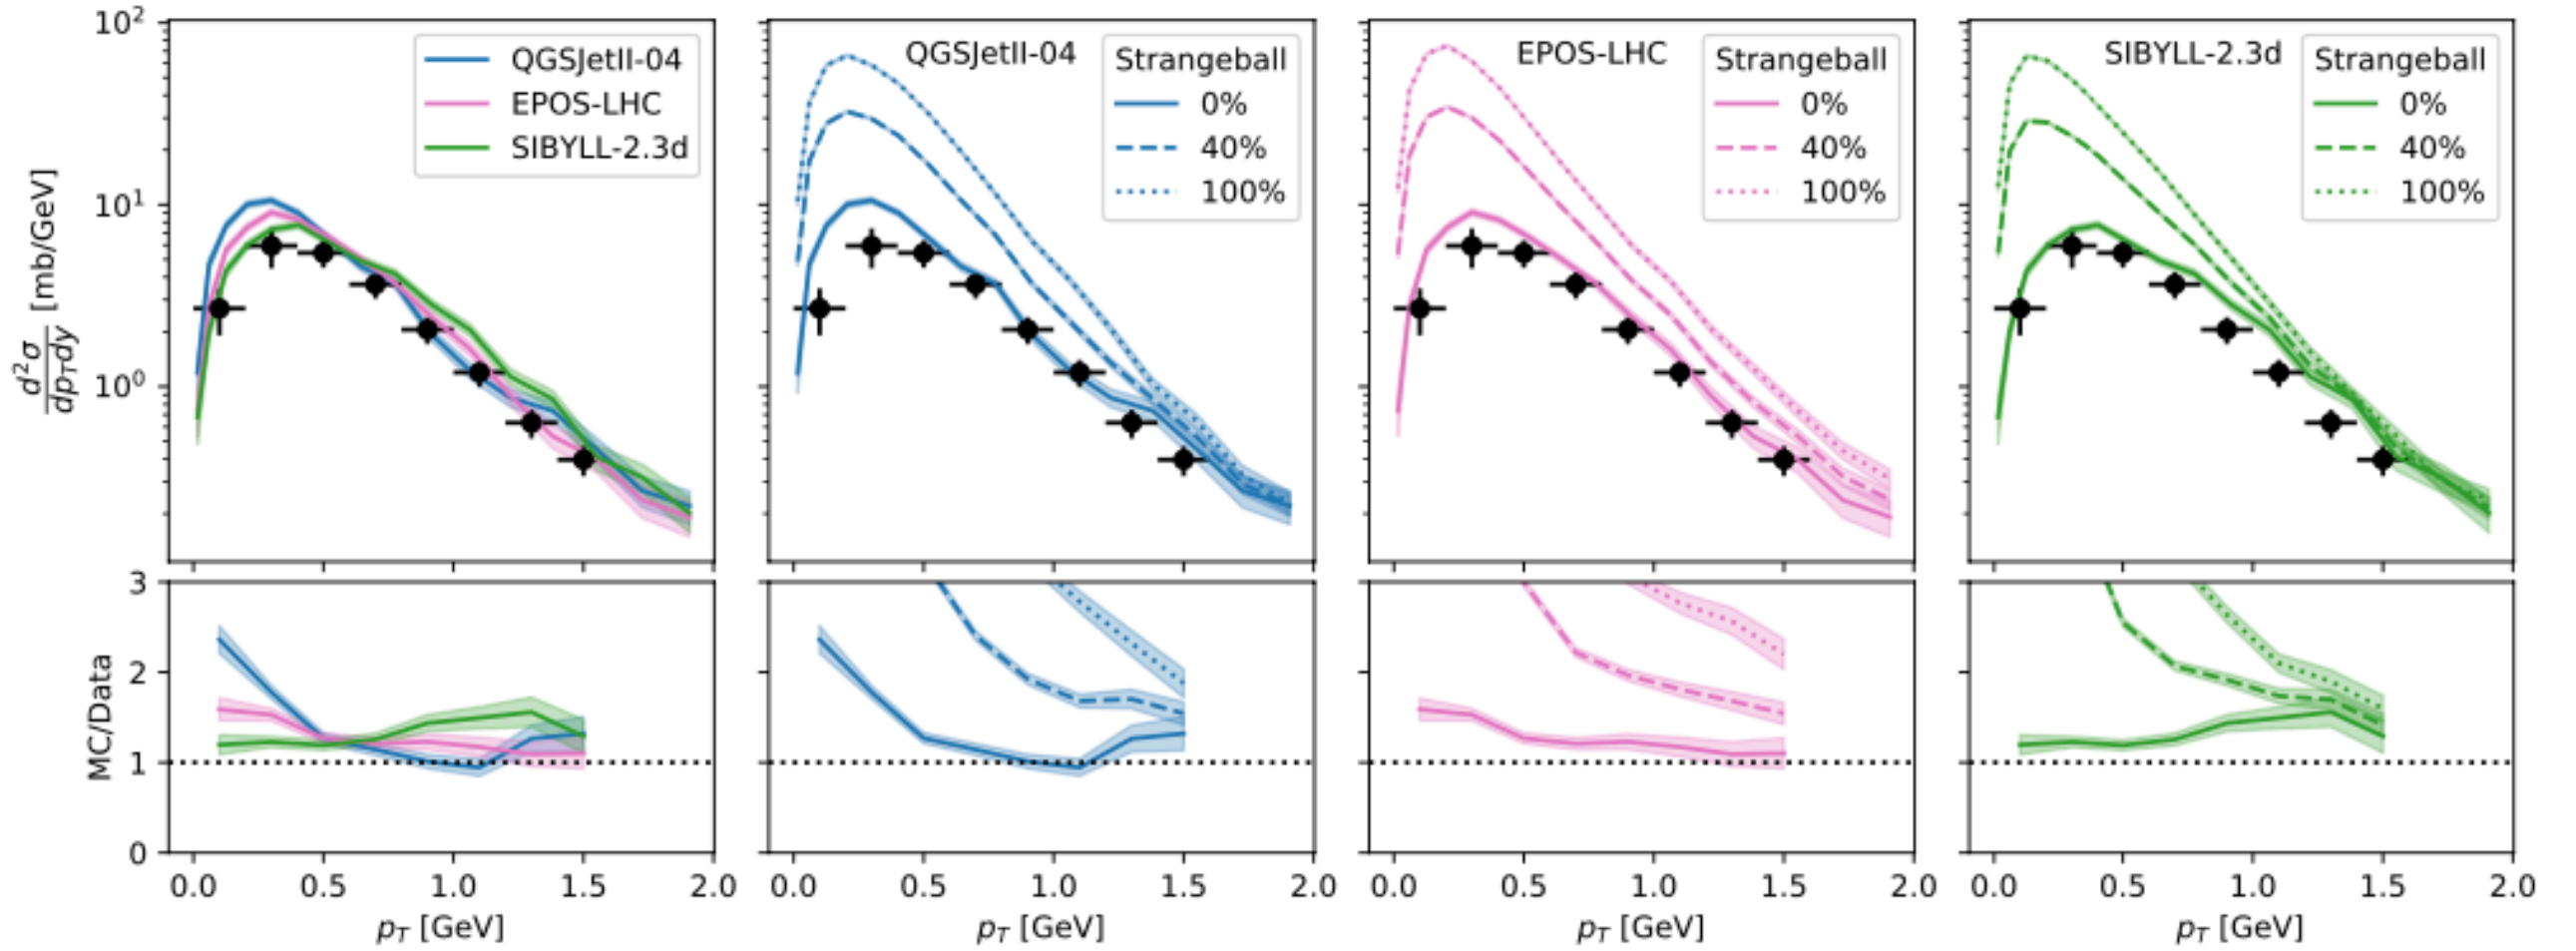 10²
10¹
10⁰
d²σ
dp_T dy
[mb/GeV]
QGSJetII-04
EPOS-LHC
SIBYLL-2.3d
QGSJetII-04
Strangeball
0%
40%
100%
EPOS-LHC
Strangeball
0%
40%
100%
SIBYLL-2.3d
Strangeball
0%
40%
100%
MC/Data
3
2
1
0
0.0 0.5 1.0 1.5 2.0
p_T [GeV]
0.0 0.5 1.0 1.5 2.0
p_T [GeV]
0.0 0.5 1.0 1.5 2.0
p_T [GeV]
0.0 0.5 1.0 1.5 2.0
p_T [GeV]